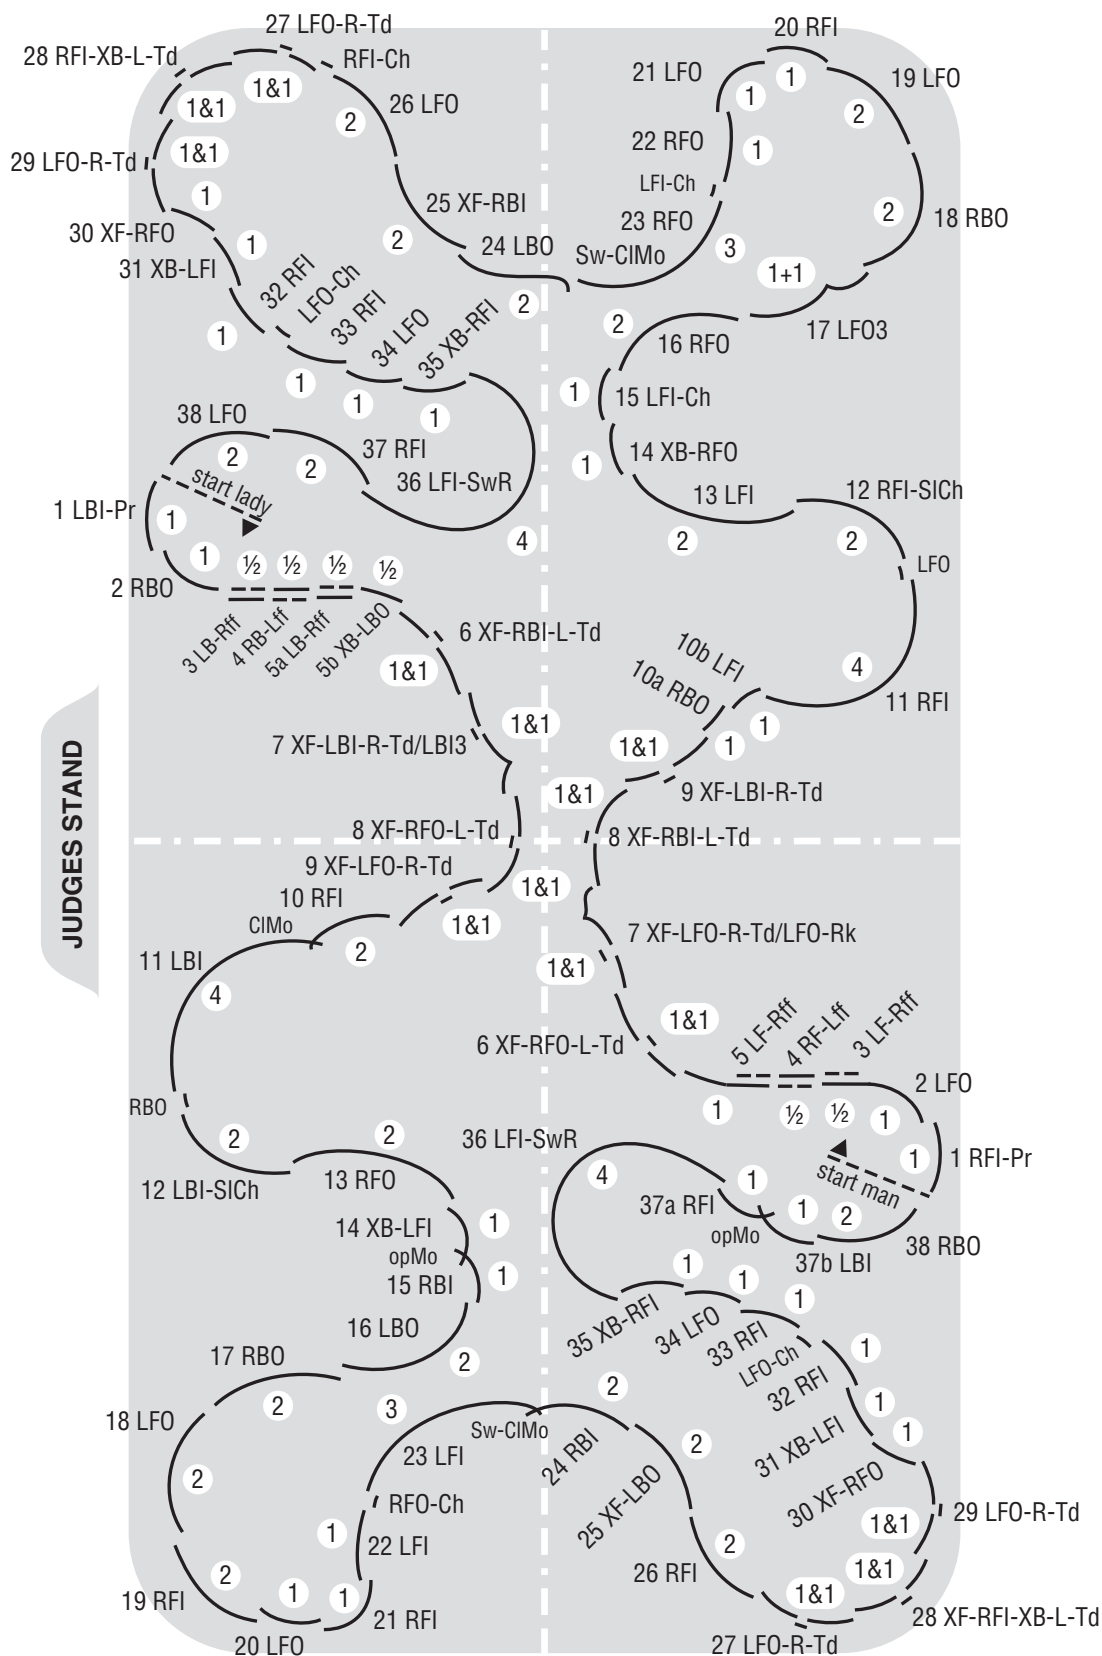 27 LFO-R-Td
28 RFI-XB-L-Td
RFI-Ch
1&1
1&1
26 LFO
2
29 LFO-R-Td
1&1
1
25 XF-RBI
30 XF-RFO
1
2
24 LBO
31 XB-LFI
32 RFI
LFO-Ch
33 RFI
34 LFO
35 XB-RFI
2
1
1
1
1
38 LFO
2
2
37 RFI
36 LFI-SwR
4
start lady
1 LBI-Pr
1
1
½
½
½
½
2 RBO
3 LB-Rff
4 RB-Lff
5a LB-Rff
5b XB-LBO
6 XF-RBI-L-Td
1&1
1&1
7 XF-LBI-R-Td/LBI3
8 XF-RFO-L-Td
20 RFI
21 LFO
1
1
19 LFO
2
22 RFO
1
LFI-Ch
23 RFO
2
18 RBO
Sw-ClMo
3
1+1
17 LFO3
2
16 RFO
1
15 LFI-Ch
1
14 XB-RFO
13 LFI
12 RFI-SlCh
2
2
LFO
4
11 RFI
10b LFI
10a RBO
1
1
1&1
9 XF-LBI-R-Td
1&1
8 XF-RBI-L-Td
JUDGES STAND
9 XF-LFO-R-Td
1&1
10 RFI
1&1
ClMo
2
11 LBI
4
RBO
2
2
12 LBI-SlCh
13 RFO
14 XB-LFI
1
opMo
15 RBI
1
16 LBO
2
17 RBO
2
3
18 LFO
Sw-ClMo
23 LFI
2
RFO-Ch
1
22 LFI
2
1
1
19 RFI
21 RFI
20 LFO
7 XF-LFO-R-Td/LFO-Rk
1&1
1&1
6 XF-RFO-L-Td
5 LF-Rff
4 RF-Lff
3 LF-Rff
2 LFO
1
½
½
1
1
1 RFI-Pr
start man
36 LFI-SwR
4
37a RFI
1
1
2
opMo
37b LBI
38 RBO
1
1
1
35 XB-RFI
34 LFO
33 RFI
LFO-Ch
32 RFI
1
2
1
1
24 RBI
2
31 XB-LFI
30 XF-RFO
25 XF-LBO
1&1
29 LFO-R-Td
2
26 RFI
1&1
1&1
28 XF-RFI-XB-L-Td
27 LFO-R-Td